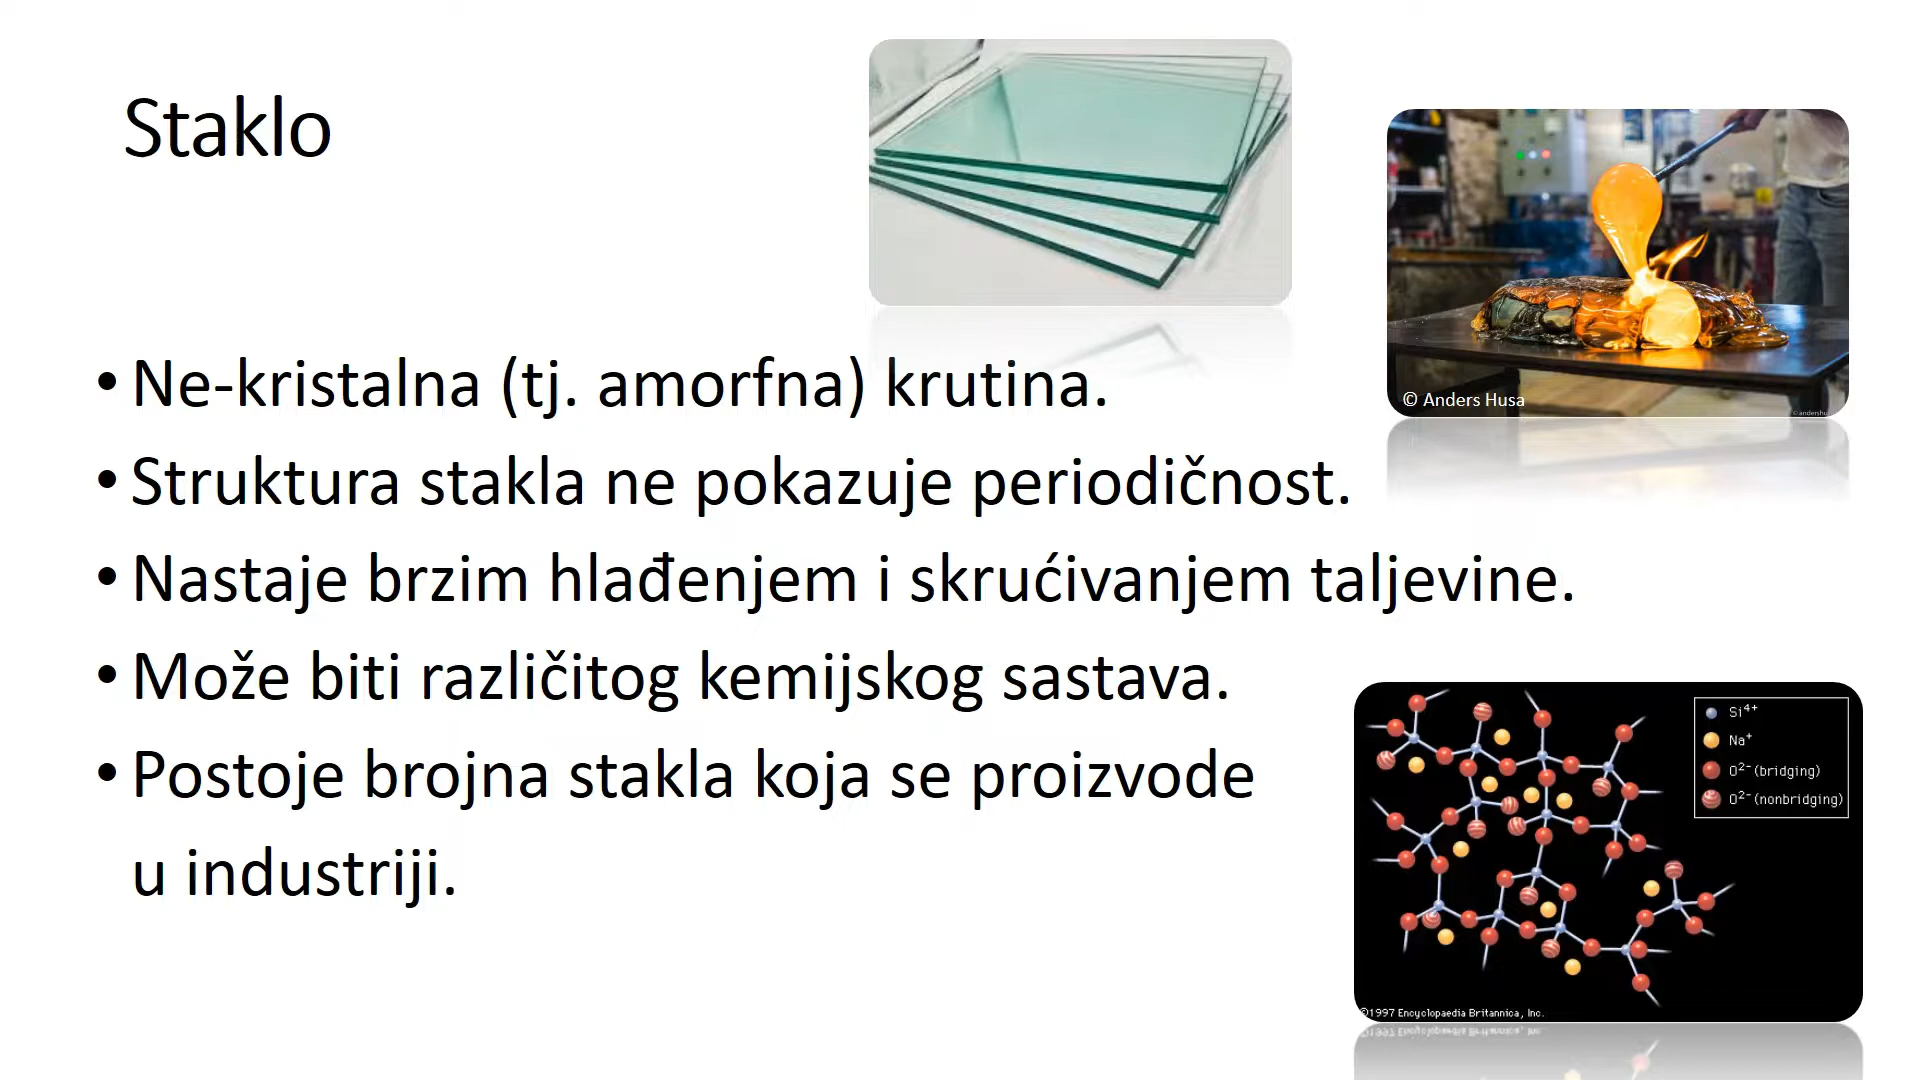 Staklo
© Anders Husa
• Ne-kristalna (tj. amorfna) krutina.
• Struktura stakla ne pokazuje periodičnost.
• Nastaje brzim hlađenjem i skrućivanjem taljevine.
• Može biti različitog kemijskog sastava.
• Postoje brojna stakla koja se proizvode
u industriji.
Si⁴⁺
Na⁺
O²⁻(bridging)
O²⁻(nonbridging)
©1997 Encyclopaedia Britannica, Inc.